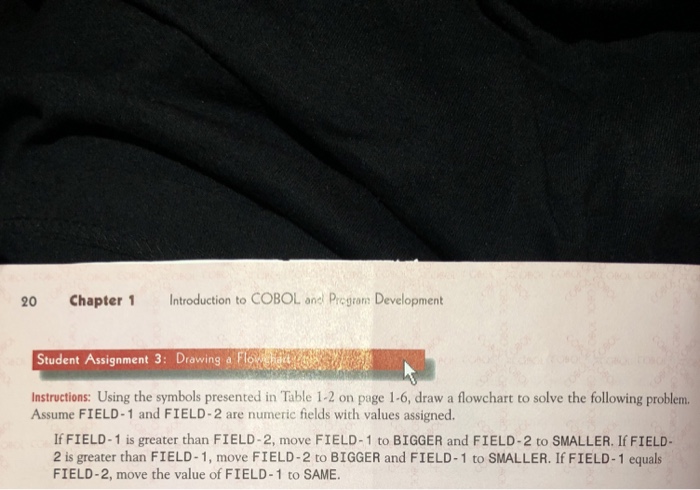 20 Chapter 1 Introduction to COBOL and Program Development
Student Assignment 3: Drawing a Flowchart
Instructions: Using the symbols presented in Table 1-2 on page 1-6, draw a flowchart to solve the following problem.
Assume FIELD-1 and FIELD-2 are numeric fields with values assigned.
If FIELD-1 is greater than FIELD-2, move FIELD-1 to BIGGER and FIELD-2 to SMALLER. If FIELD-
2 is greater than FIELD-1, move FIELD-2 to BIGGER and FIELD-1 to SMALLER. If FIELD-1 equals
FIELD-2, move the value of FIELD-1 to SAME.